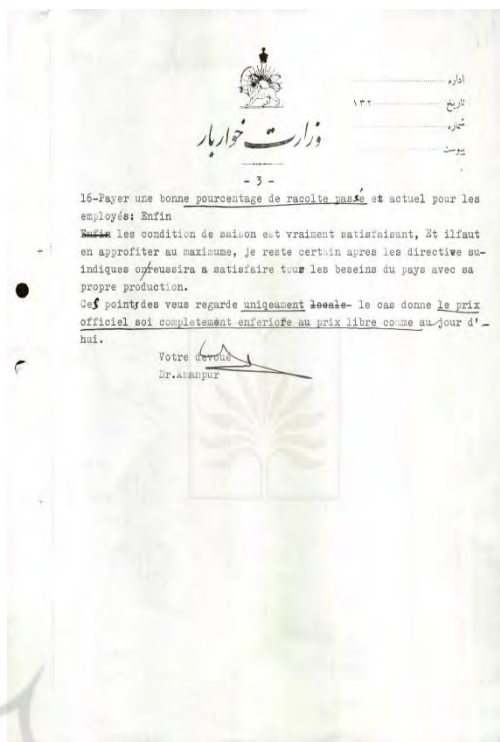 اداره
تاریخ ۱۳۲
شماره
پیوست
وزارت خواربار
- 3 -
16-Payer une bonne pourcentage de racolte passé et actuel pour les
employés: Enfin
Enfin les condition de saison est vraiment satisfaisant, Et ilfaut
en approfiter au maximume, je reste certain apres les directive su-
indiques on reussira a satisfaire tous les besoins du pays avec sa
propre production.
Ces points des vous regarde uniqeament locale- le cas donne le prix
officiel soi completement enferiore au prix libre comme au jour d'-
hui.
Votre devoué
Dr.Amanpur